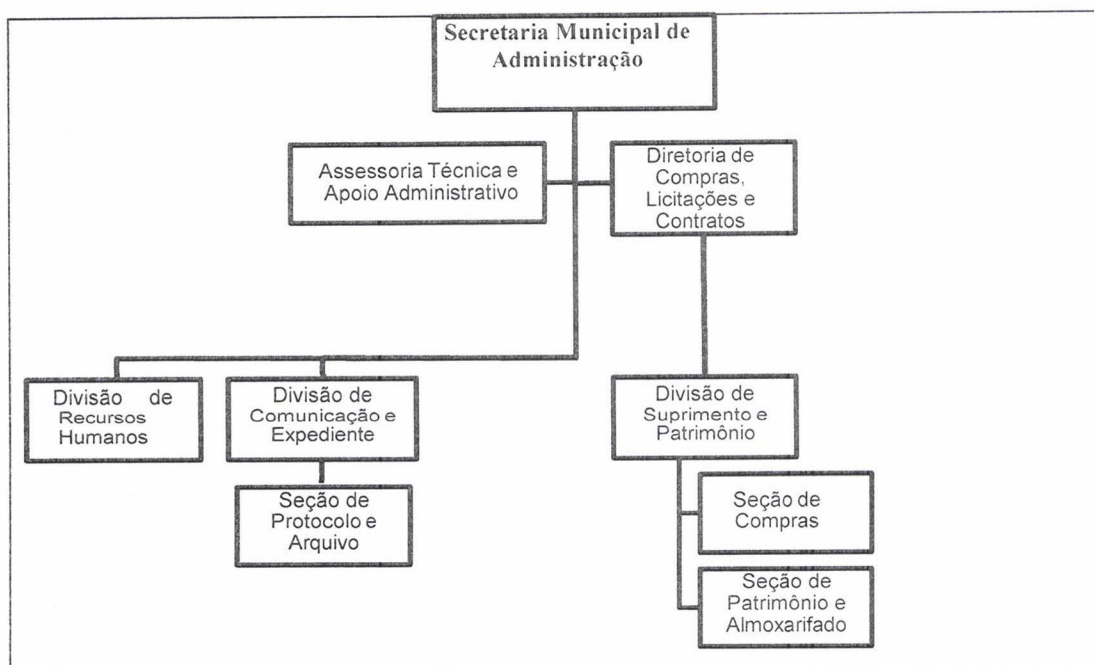 Secretaria Municipal de
Administração
Assessoria Técnica e
Apoio Administrativo
Diretoria de
Compras,
Licitações e
Contratos
Divisão de
Recursos
Humanos
Divisão de
Comunicação e
Expediente
Divisão de
Suprimento e
Patrimônio
Seção de
Protocolo e
Arquivo
Seção de
Compras
Seção de
Patrimônio e
Almoxarifado